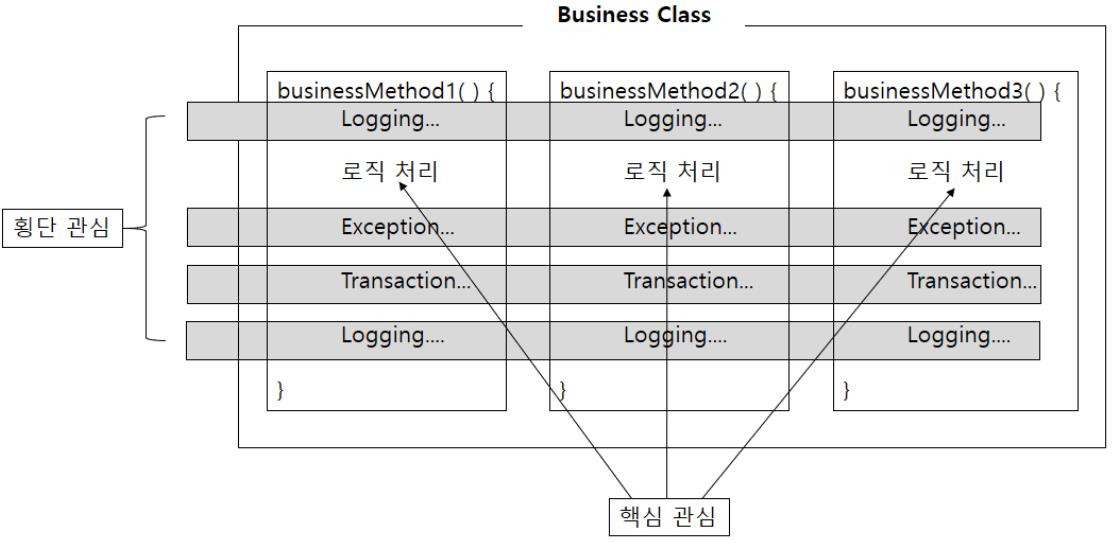 Business Class
businessMethod1( ) {
businessMethod2( ) {
businessMethod3( ) {
Logging...
Logging...
Logging...
로직 처리
로직 처리
로직 처리
횡단 관심
Exception...
Exception...
Exception...
Transaction...
Transaction...
Transaction...
Logging....
Logging....
Logging....
}
}
}
핵심 관심